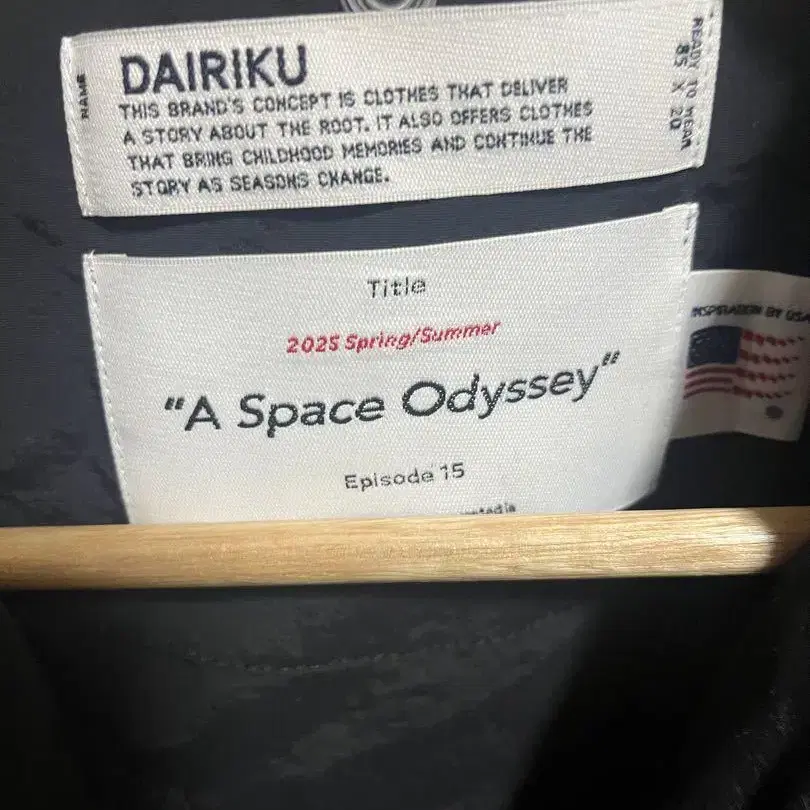 NAME
DAIRIKU
THIS BRAND'S CONCEPT IS CLOTHES THAT DELIVER
A STORY ABOUT THE ROOT. IT ALSO OFFERS CLOTHES
THAT BRING CHILDHOOD MEMORIES AND CONTINUE THE
STORY AS SEASONS CHANGE.
READY TO WEAR
85 X 20
Title
2025 Spring/Summer
"A Space Odyssey"
Episode 15
INSPIRATION BY USA